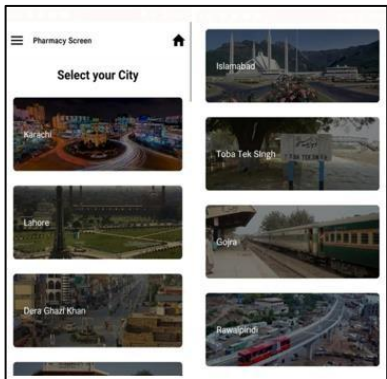 Pharmacy Screen
Select your City
Karachi
Lahore
Dera Ghazi Khan
Islamabad
Toba Tek SIngh
Gojra
Rawalpindi